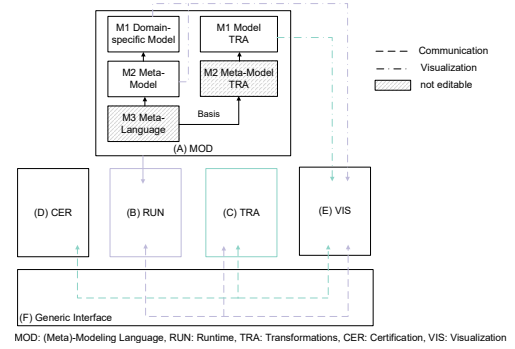 M1 Domain-
specific Model
M1 Model
TRA
M2 Meta-
Model
M2 Meta-Model
TRA
M3 Meta-
Language
Basis
(A) MOD
Communication
Visualization
not editable
(D) CER
(B) RUN
(C) TRA
(E) VIS
(F) Generic Interface
MOD: (Meta)-Modeling Language, RUN: Runtime, TRA: Transformations, CER: Certification, VIS: Visualization